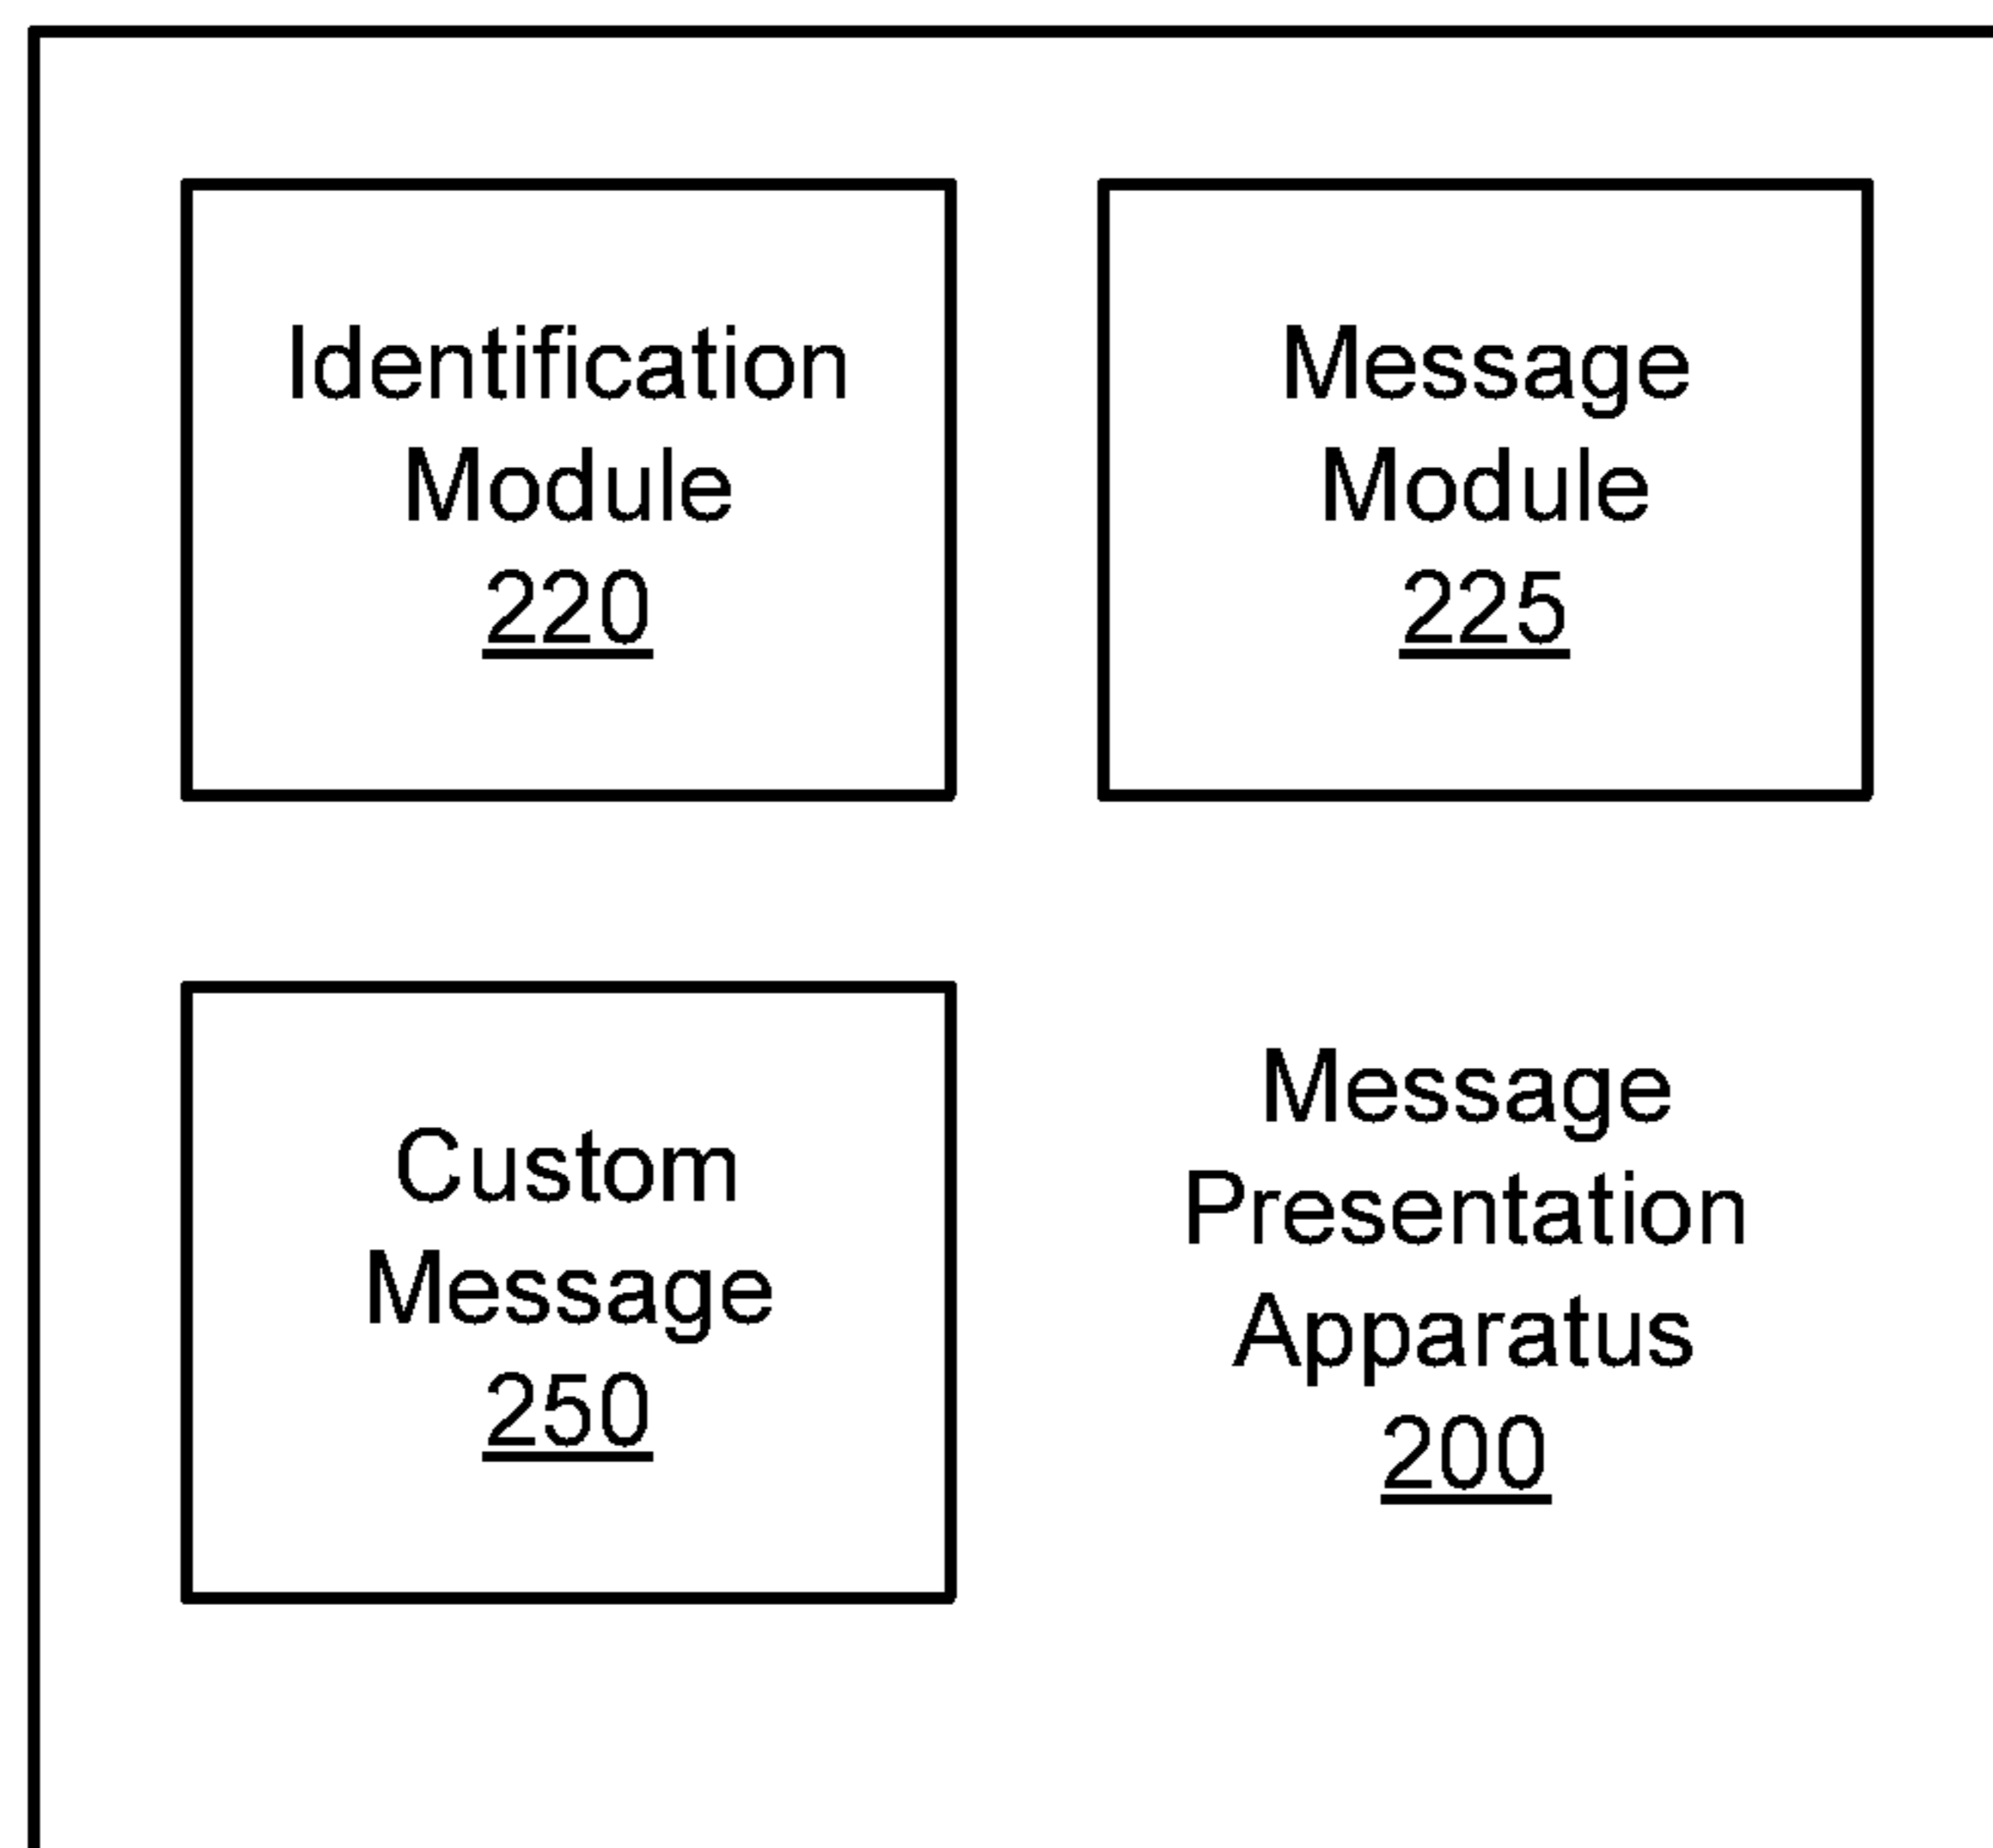 Identification
Module
220
Message
Module
225
Custom
Message
250
Message
Presentation
Apparatus
200